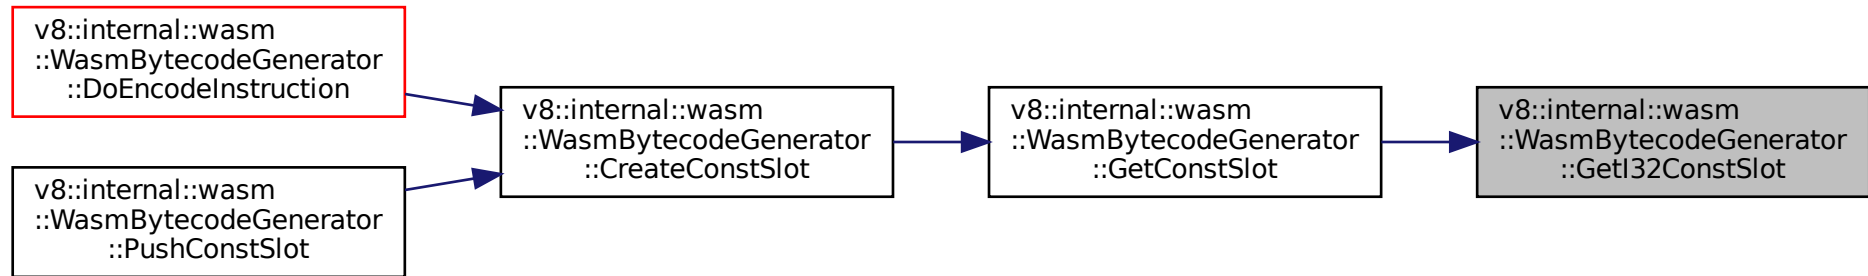 v8::internal::wasm
::WasmBytecodeGenerator
::DoEncodeInstruction
v8::internal::wasm
::WasmBytecodeGenerator
::PushConstSlot
v8::internal::wasm
::WasmBytecodeGenerator
::CreateConstSlot
v8::internal::wasm
::WasmBytecodeGenerator
::GetConstSlot
v8::internal::wasm
::WasmBytecodeGenerator
::GetI32ConstSlot